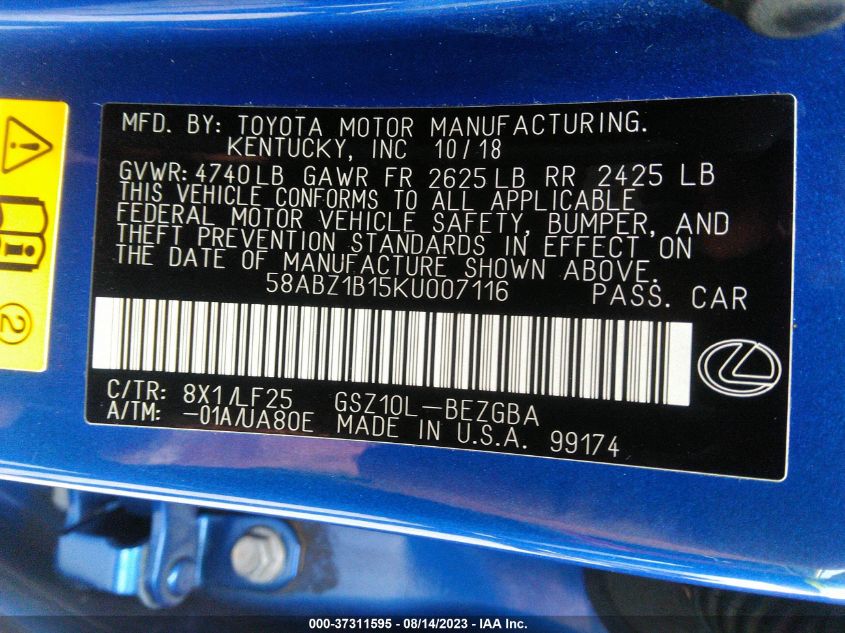 MFD. BY: TOYOTA MOTOR MANUFACTURING.
KENTUCKY, INC 10/18
GVWR: 4740LB GAWR FR 2625LB RR 2425 LB
THIS VEHICLE CONFORMS TO ALL APPLICABLE
FEDERAL MOTOR VEHICLE SAFETY, BUMPER, AND
THEFT PREVENTION STANDARDS IN EFFECT ON
THE DATE OF MANUFACTURE SHOWN ABOVE.
58ABZ1B15KU007116 PASS. CAR
C/TR: 8X1/LF25 GSZ10L-BEZGBA
A/TM: -01A/UA80E MADE IN U.S.A. 99174
2
000-37311595 - 08/14/2023 - IAA Inc.